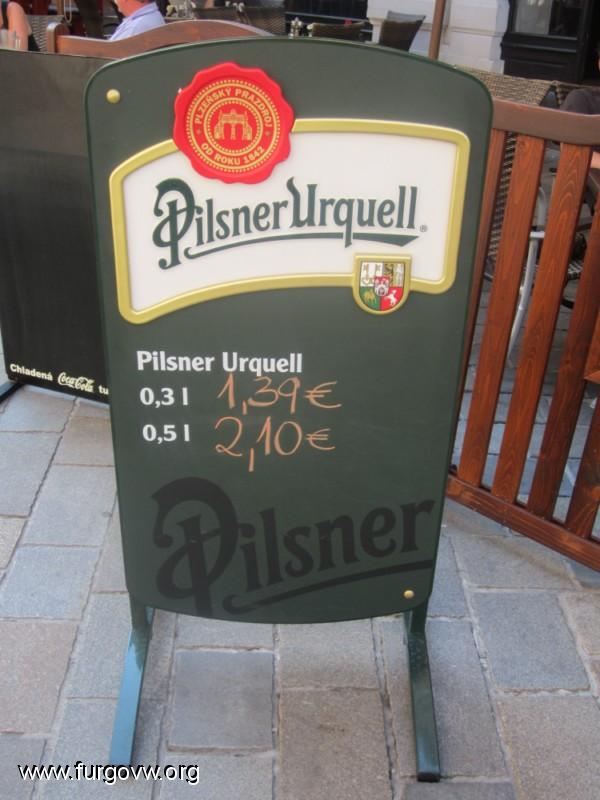 PLZEŇSKÝ PRAZDROJ
OD ROKU 1842
Pilsner Urquell®
Pilsner Urquell
0,3 l 1,39 €
0,5 l 2,10 €
Pilsner
Chladená Coca-Cola tu
www.furgovw.org